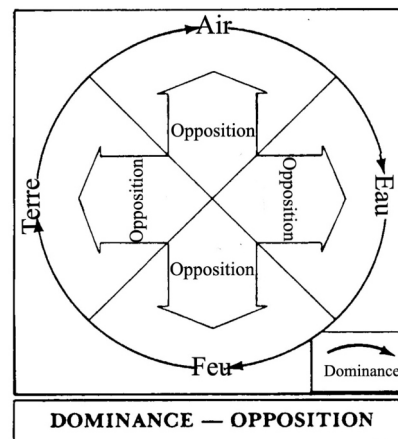 Air
Opposition
Terre
Opposition
Opposition
Eau
Opposition
Feu
Dominance
DOMINANCE — OPPOSITION